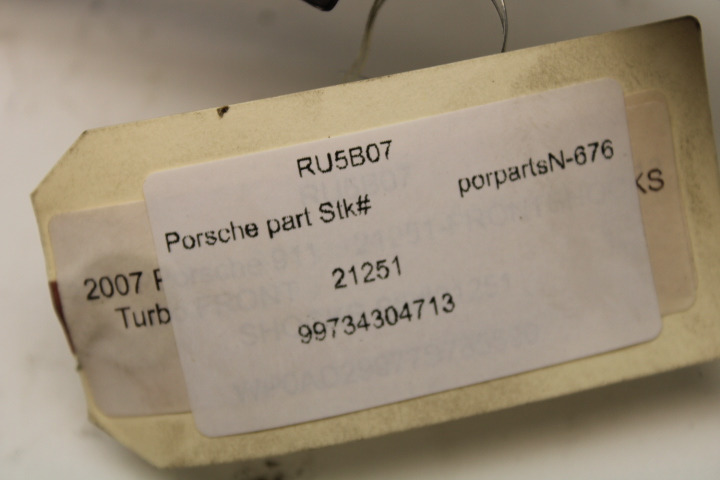 RU5B07
porpartsN-676
Porsche part Stk#
KS
2007
21251
Turb
99734304713